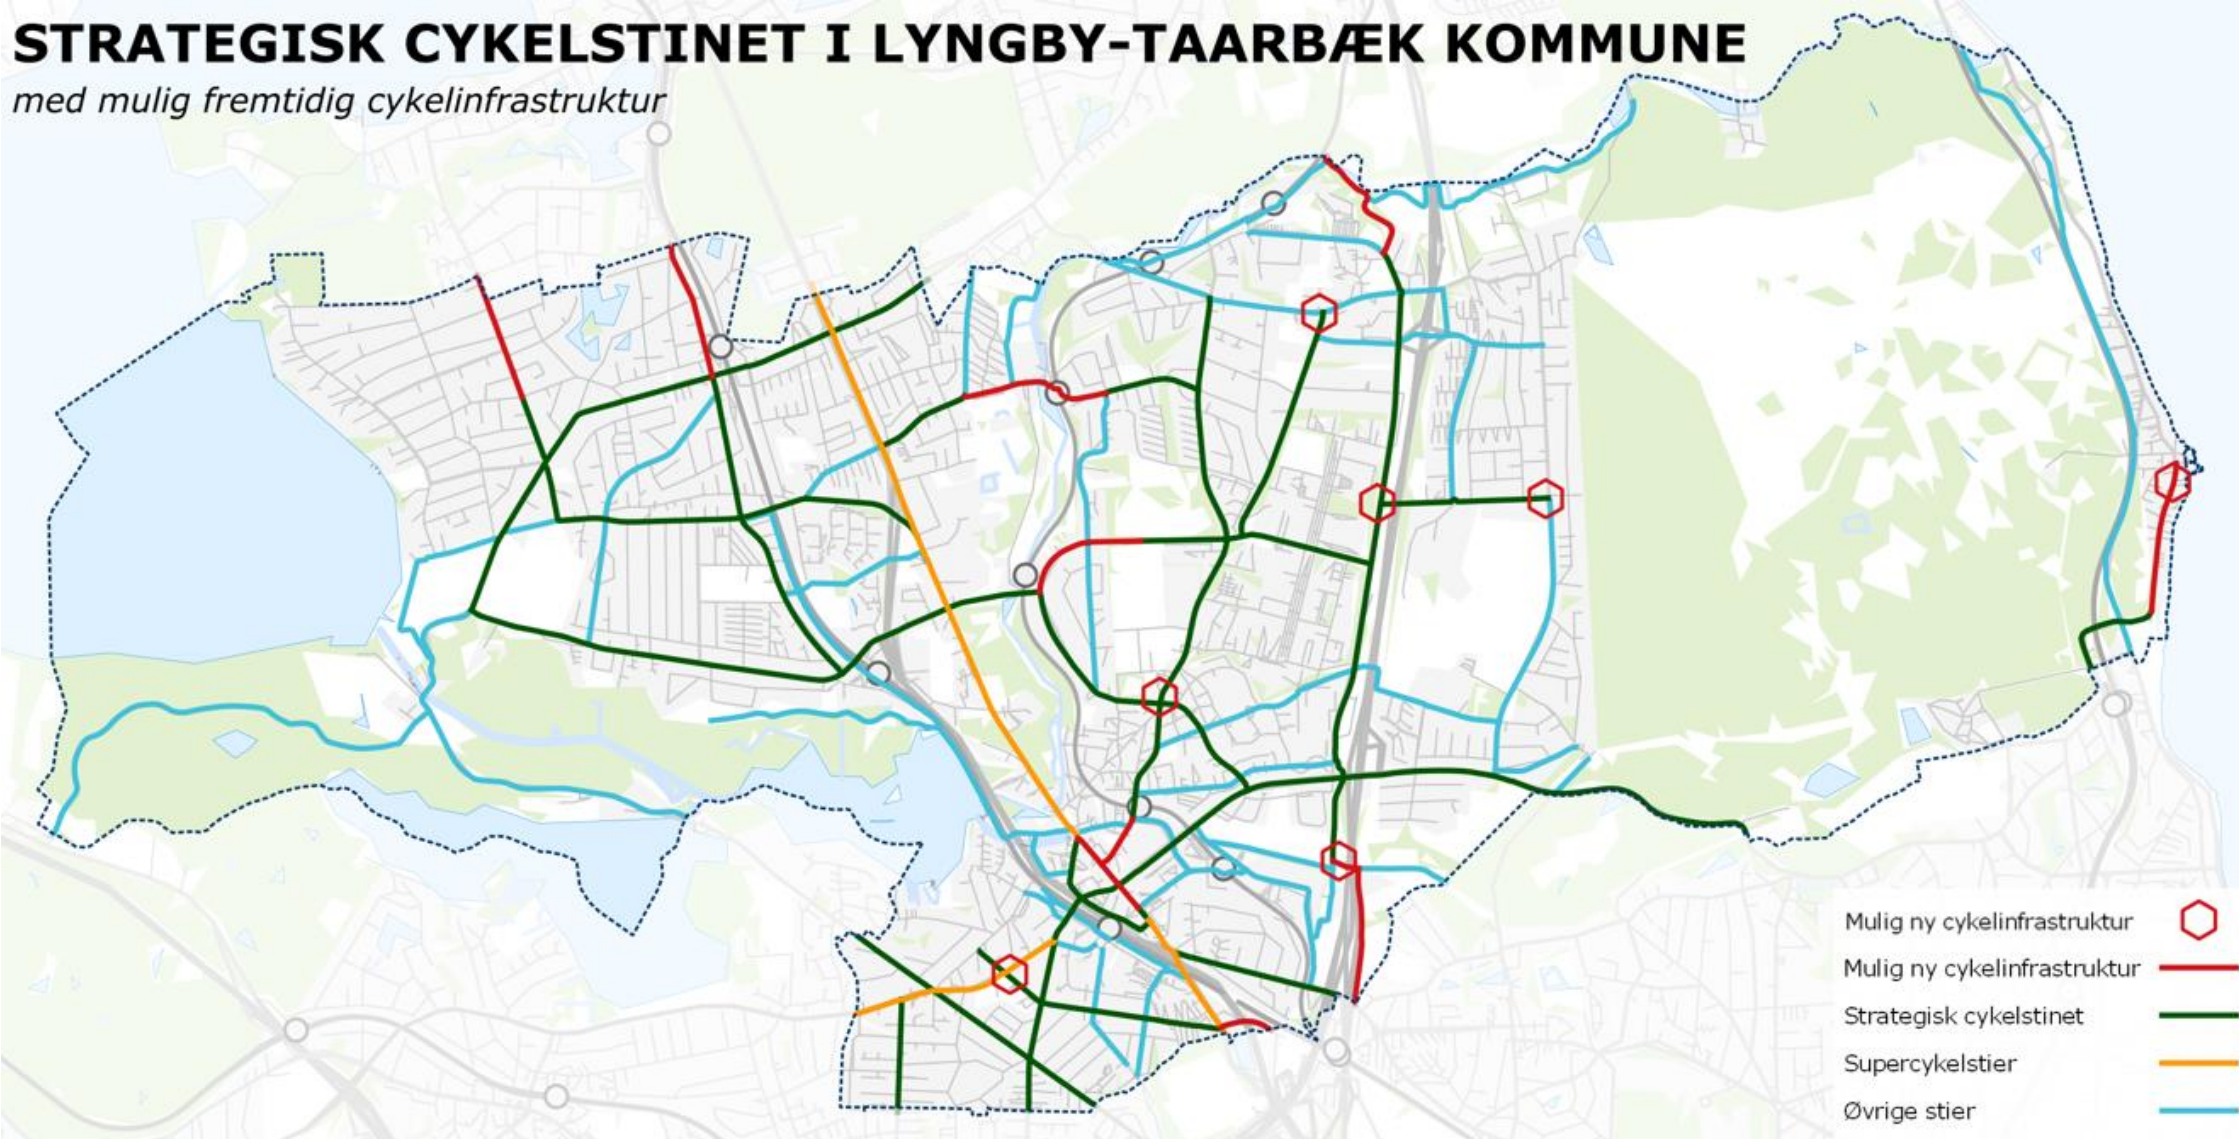 STRATEGISK CYKELSTINET I LYNGBY-TAARBÆK KOMMUNE
med mulig fremtidig cykelinfrastruktur
Mulig ny cykelinfrastruktur
Mulig ny cykelinfrastruktur
Strategisk cykelstinet
Supercykelstier
Øvrige stier